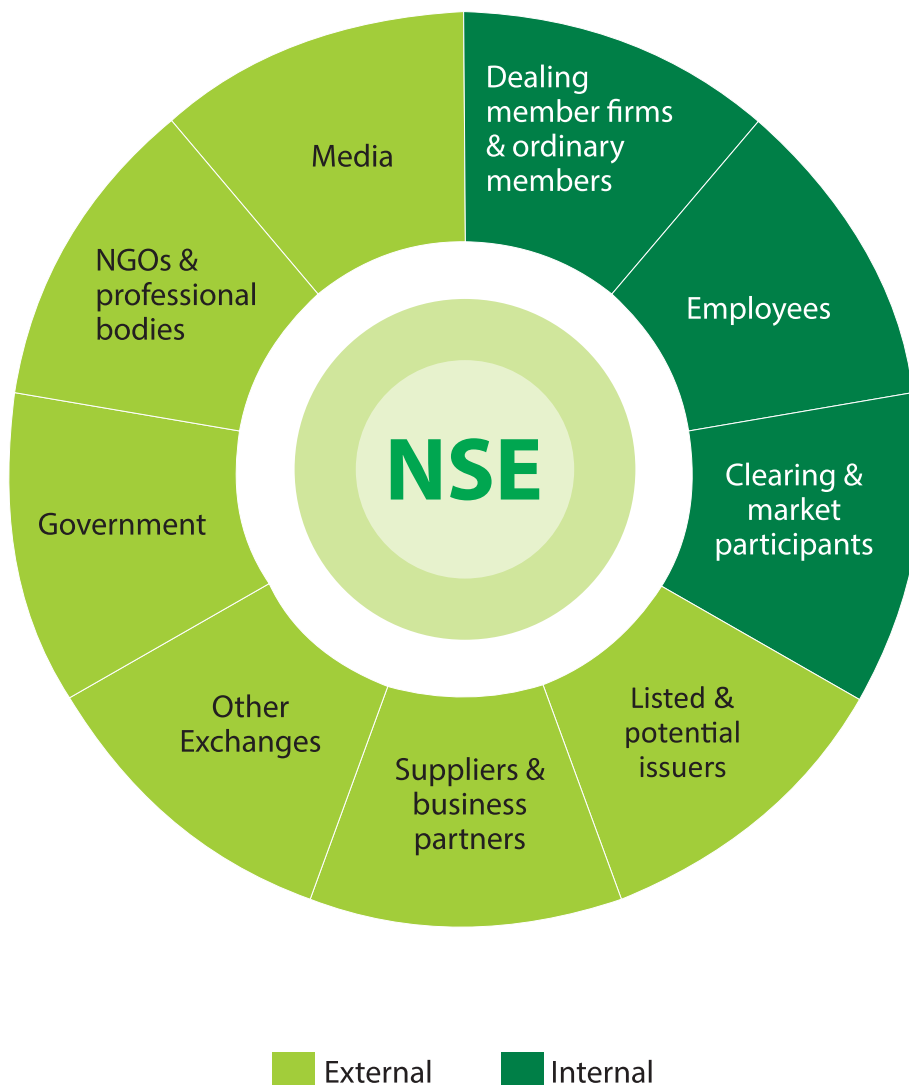 Dealing
member firms
& ordinary
members
Employees
Clearing &
market
participants
Listed &
potential
issuers
Suppliers &
business
partners
Other
Exchanges
Government
NGOs &
professional
bodies
Media
NSE
External
Internal